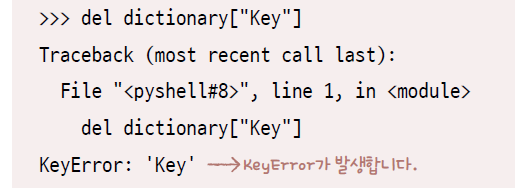 >>> del dictionary["Key"]
Traceback (most recent call last):
  File "<pyshell#8>", line 1, in <module>
    del dictionary["Key"]
KeyError: 'Key' ⟶KeyError가 발생합니다.